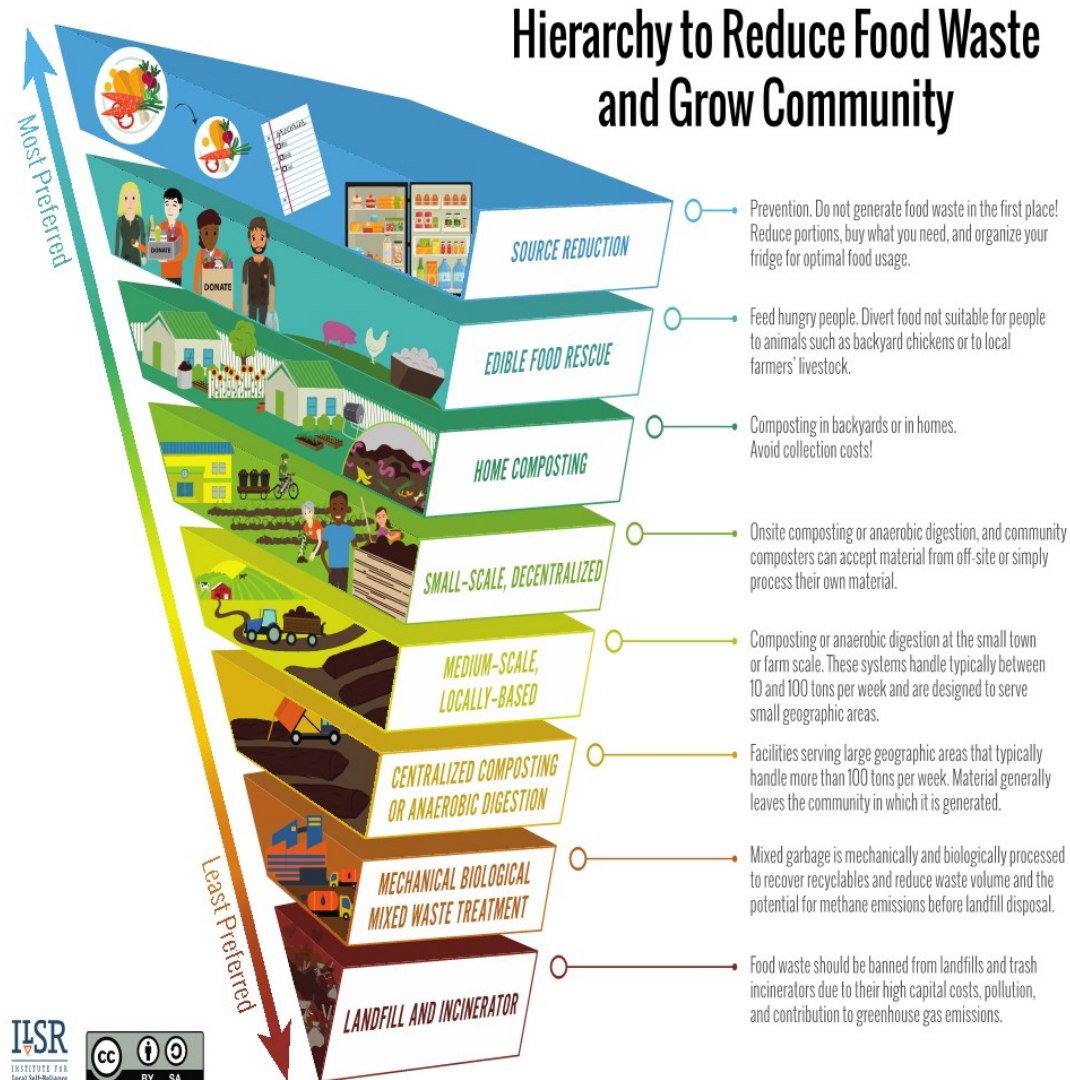 Hierarchy to Reduce Food Waste
and Grow Community
Most Preferred
groceries
DONATE
DONATE
SOURCE REDUCTION
Prevention. Do not generate food waste in the first place!
Reduce portions, buy what you need, and organize your
fridge for optimal food usage.
EDIBLE FOOD RESCUE
Feed hungry people. Divert food not suitable for people
to animals such as backyard chickens or to local
farmers' livestock.
HOME COMPOSTING
Composting in backyards or in homes.
Avoid collection costs!
SMALL-SCALE, DECENTRALIZED
Onsite composting or anaerobic digestion, and community
composters can accept material from off-site or simply
process their own material.
MEDIUM-SCALE,
LOCALLY-BASED
Composting or anaerobic digestion at the small town
or farm scale. These systems handle typically between
10 and 100 tons per week and are designed to serve
small geographic areas.
CENTRALIZED COMPOSTING
OR ANAEROBIC DIGESTION
Facilities serving large geographic areas that typically
handle more than 100 tons per week. Material generally
leaves the community in which it is generated.
MECHANICAL BIOLOGICAL
MIXED WASTE TREATMENT
Mixed garbage is mechanically and biologically processed
to recover recyclables and reduce waste volume and the
potential for methane emissions before landfill disposal.
Least Preferred
LANDFILL AND INCINERATOR
Food waste should be banned from landfills and trash
incinerators due to their high capital costs, pollution,
and contribution to greenhouse gas emissions.
ILSR
INSTITUTE FOR
Local Self-Reliance
cc
BY SA